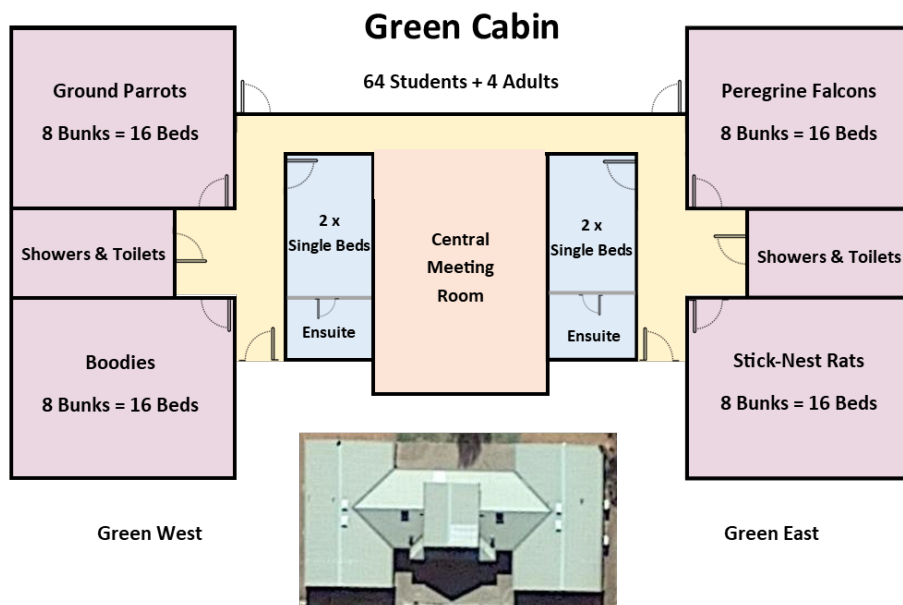 Green Cabin
64 Students + 4 Adults
Ground Parrots
8 Bunks = 16 Beds
Peregrine Falcons
8 Bunks = 16 Beds
Showers & Toilets
2 x
Single Beds
Central
Meeting
Room
2 x
Single Beds
Showers & Toilets
Ensuite
Ensuite
Boodies
8 Bunks = 16 Beds
Stick-Nest Rats
8 Bunks = 16 Beds
Green West
Green East